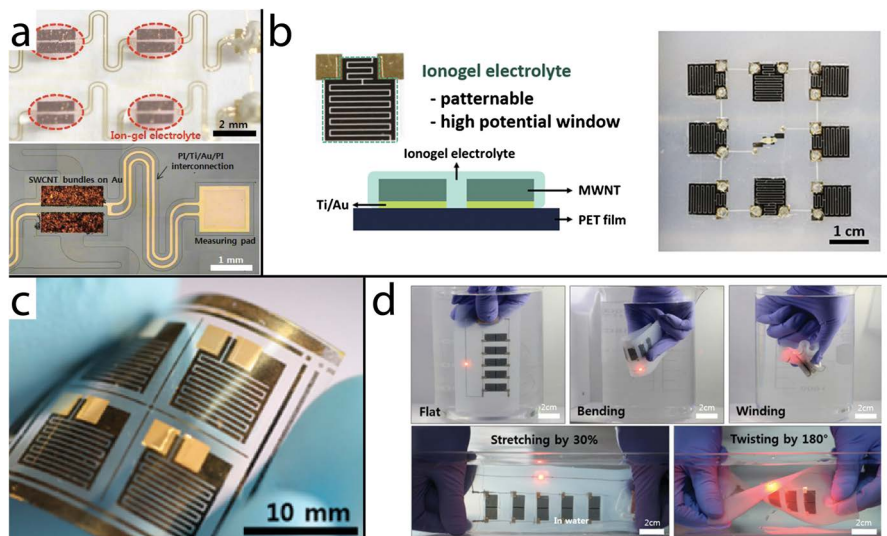 a
Ion-gel electrolyte
2 mm
SWCNT bundles on Au
PI/Ti/Au/PI
interconnection
Measuring pad
1 mm
b
Ionogel electrolyte
- patternable
- high potential window
Ionogel electrolyte
MWNT
Ti/Au
PET film
1 cm
c
10 mm
d
Flat
2cm
Bending
2cm
Winding
2cm
Stretching by 30%
In water
2cm
Twisting by 180°
2cm